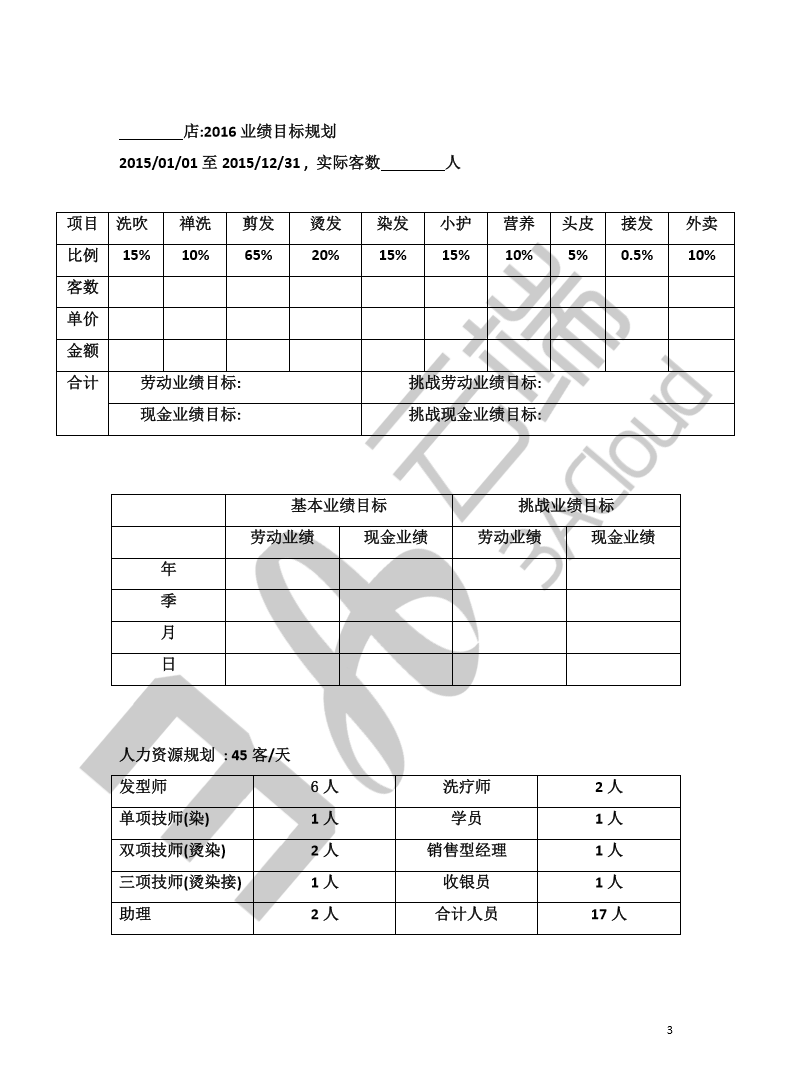 ________店:2016 业绩目标规划
2015/01/01 至 2015/12/31 , 实际客数________人
项目 洗吹 禅洗 剪发 烫发 染发 小护 营养 头皮 接发 外卖
比例 15% 10% 65% 20% 15% 15% 10% 5% 0.5% 10%
客数
单价
金额
合计 劳动业绩目标: 挑战劳动业绩目标:
现金业绩目标: 挑战现金业绩目标:
基本业绩目标 挑战业绩目标
劳动业绩 现金业绩 劳动业绩 现金业绩
年
季
月
日
人力资源规划 : 45 客/天
发型师 6 人 洗疗师 2 人
单项技师(染) 1 人 学员 1 人
双项技师(烫染) 2 人 销售型经理 1 人
三项技师(烫染接) 1 人 收银员 1 人
助理 2 人 合计人员 17 人
3A云端
3ACloud
3